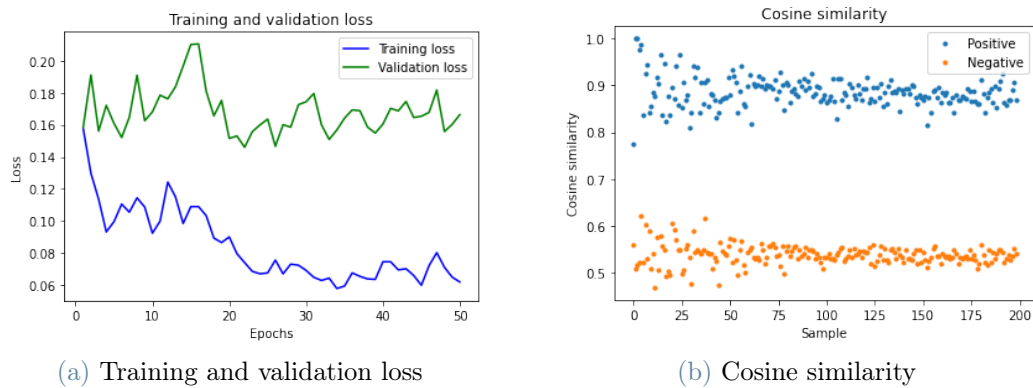 Training and validation loss
Training loss
Validation loss
0.20
0.18
0.16
0.14
0.12
0.10
0.08
0.06
Loss
0 10 20 30 40 50
Epochs
(a) Training and validation loss
Cosine similarity
Positive
Negative
1.0
0.9
0.8
0.7
0.6
0.5
Cosine similarity
0 25 50 75 100 125 150 175 200
Sample
(b) Cosine similarity